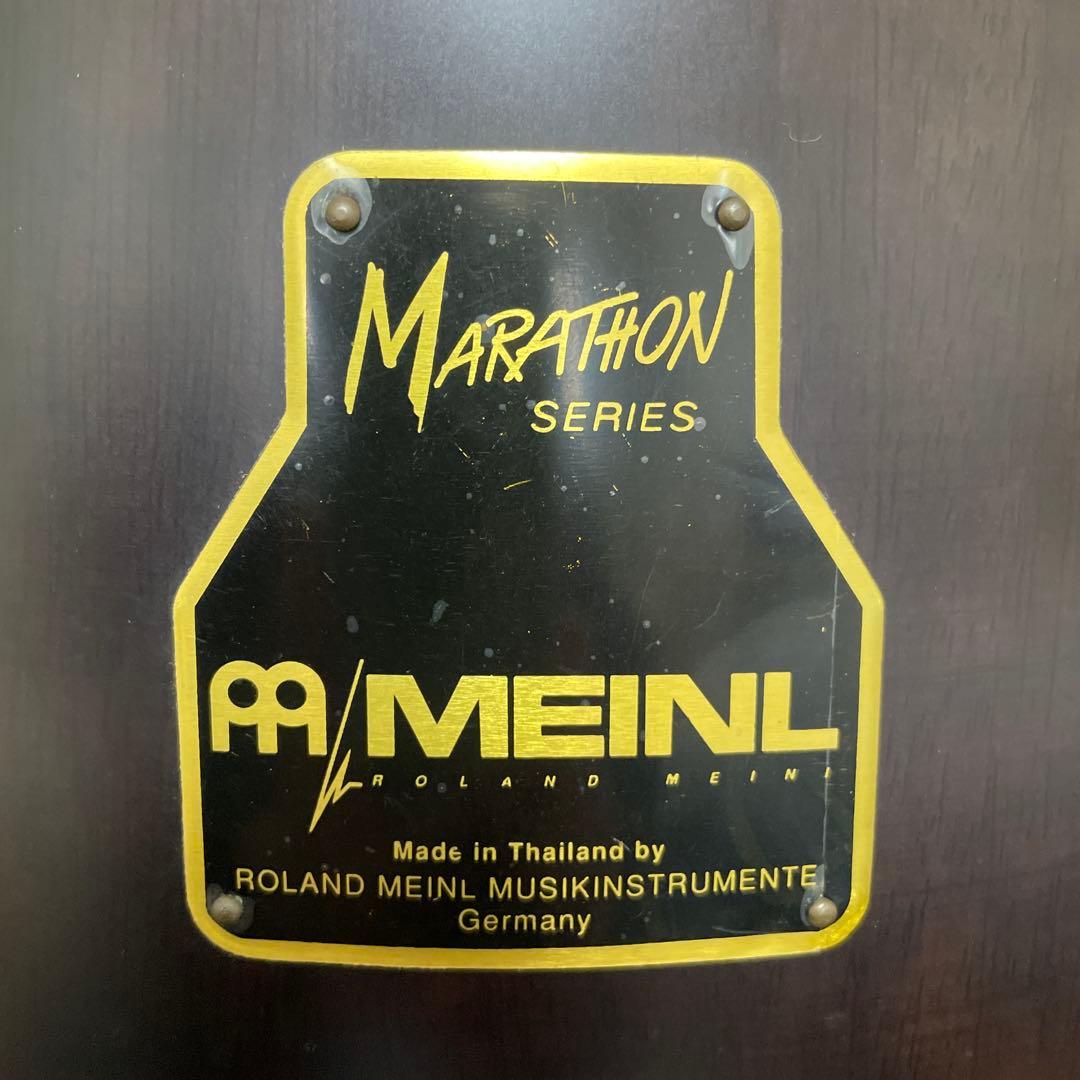 MARATHON
SERIES
MEINL
ROLAND MEINL
Made in Thailand by
ROLAND MEINL MUSIKINSTRUMENTE
Germany